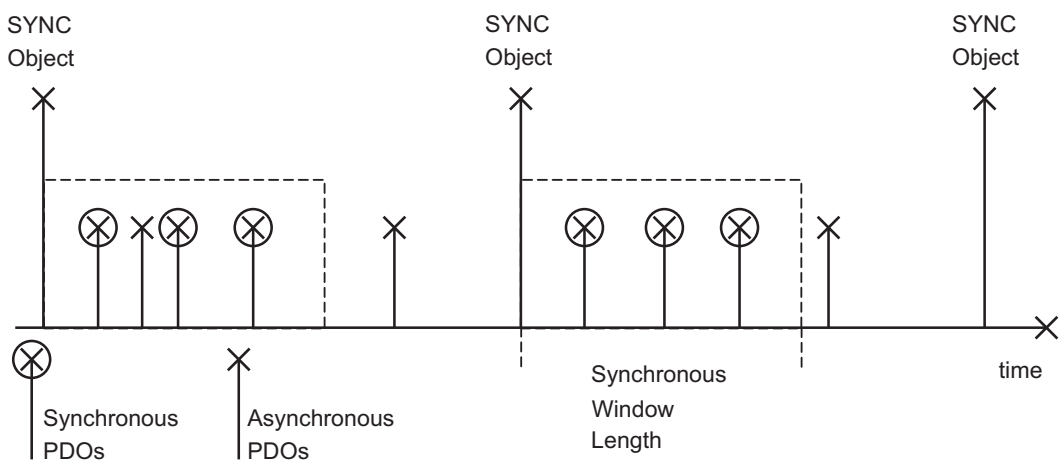 SYNC
Object
SYNC
Object
SYNC
Object
time
Synchronous
PDOs
Asynchronous
PDOs
Synchronous
Window
Length